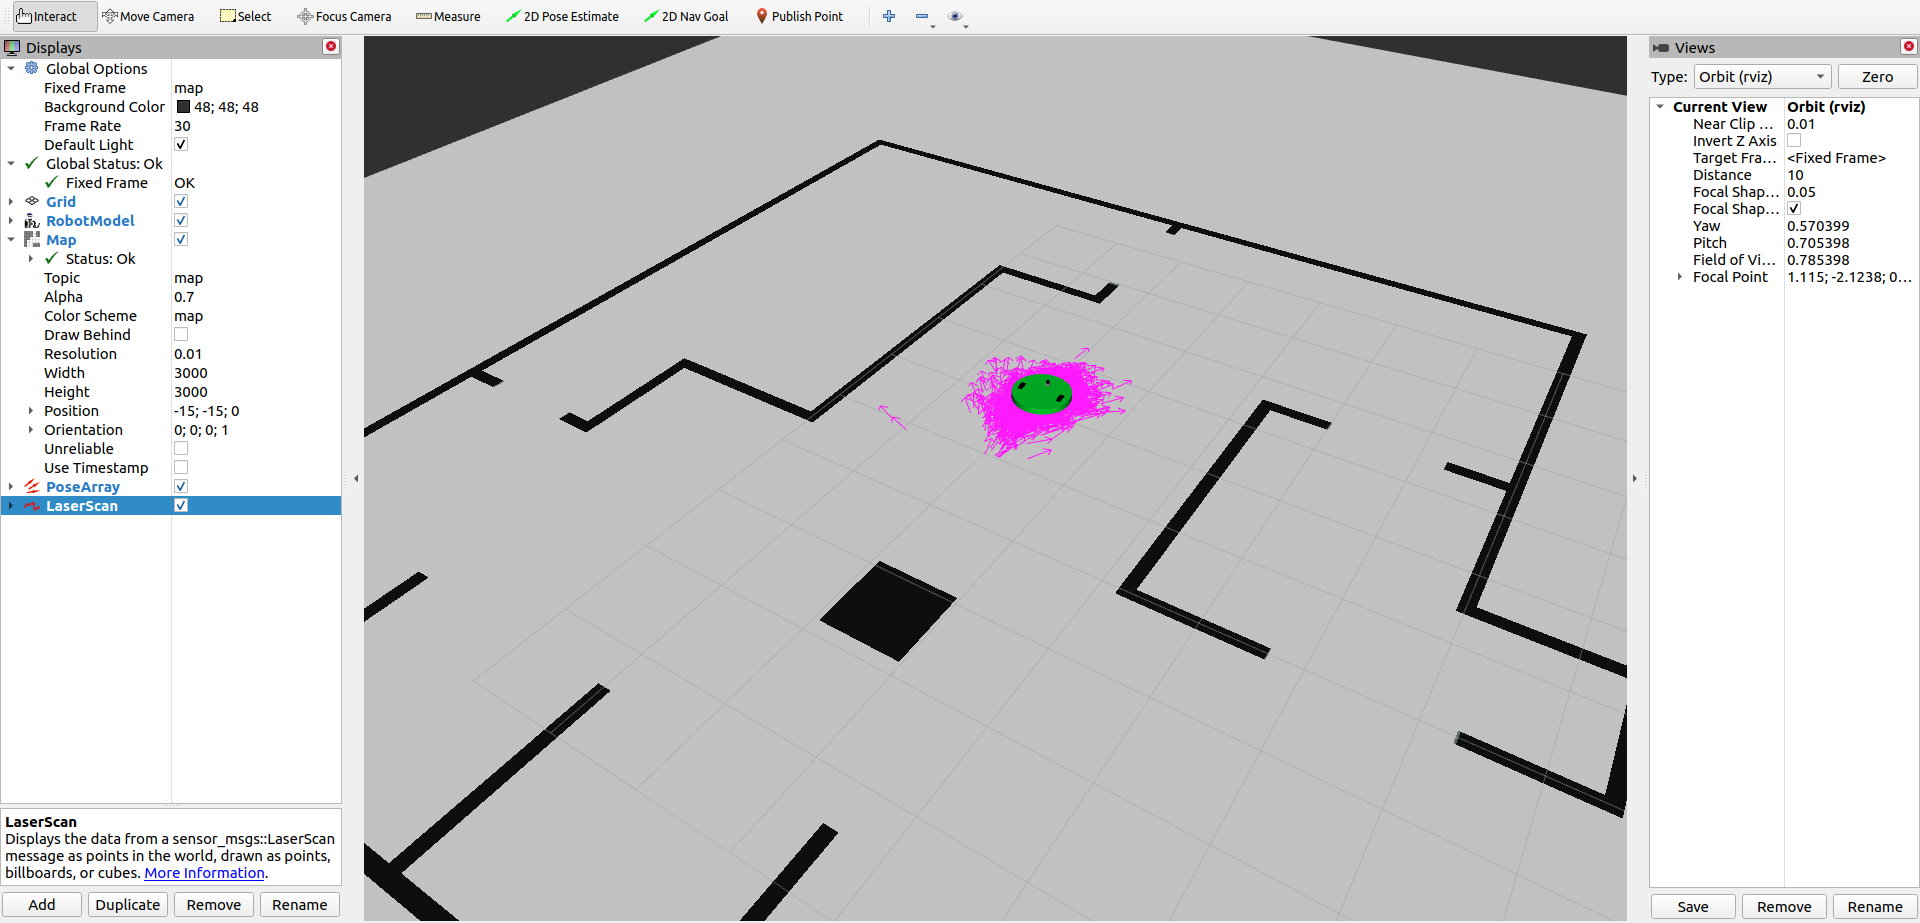 Interact Move Camera Select Focus Camera Measure 2D Pose Estimate 2D Nav Goal Publish Point
Displays
Global Options
Fixed Frame map
Background Color 48; 48; 48
Frame Rate 30
Default Light
Global Status: Ok
Fixed Frame OK
Grid
RobotModel
Map
Status: Ok
Topic map
Alpha 0.7
Color Scheme map
Draw Behind
Resolution 0.01
Width 3000
Height 3000
Position -15; -15; 0
Orientation 0; 0; 0; 1
Unreliable
Use Timestamp
PoseArray
LaserScan
LaserScan
Displays the data from a sensor_msgs::LaserScan
message as points in the world, drawn as points,
billboards, or cubes. More Information.
Add Duplicate Remove Rename
Views
Type: Orbit (rviz) Zero
Current View Orbit (rviz)
Near Clip ... 0.01
Invert Z Axis
Target Fra... <Fixed Frame>
Distance 10
Focal Shap... 0.05
Focal Shap...
Yaw 0.570399
Pitch 0.705398
Field of Vi... 0.785398
Focal Point 1.115; -2.1238; 0...
Save Remove Rename